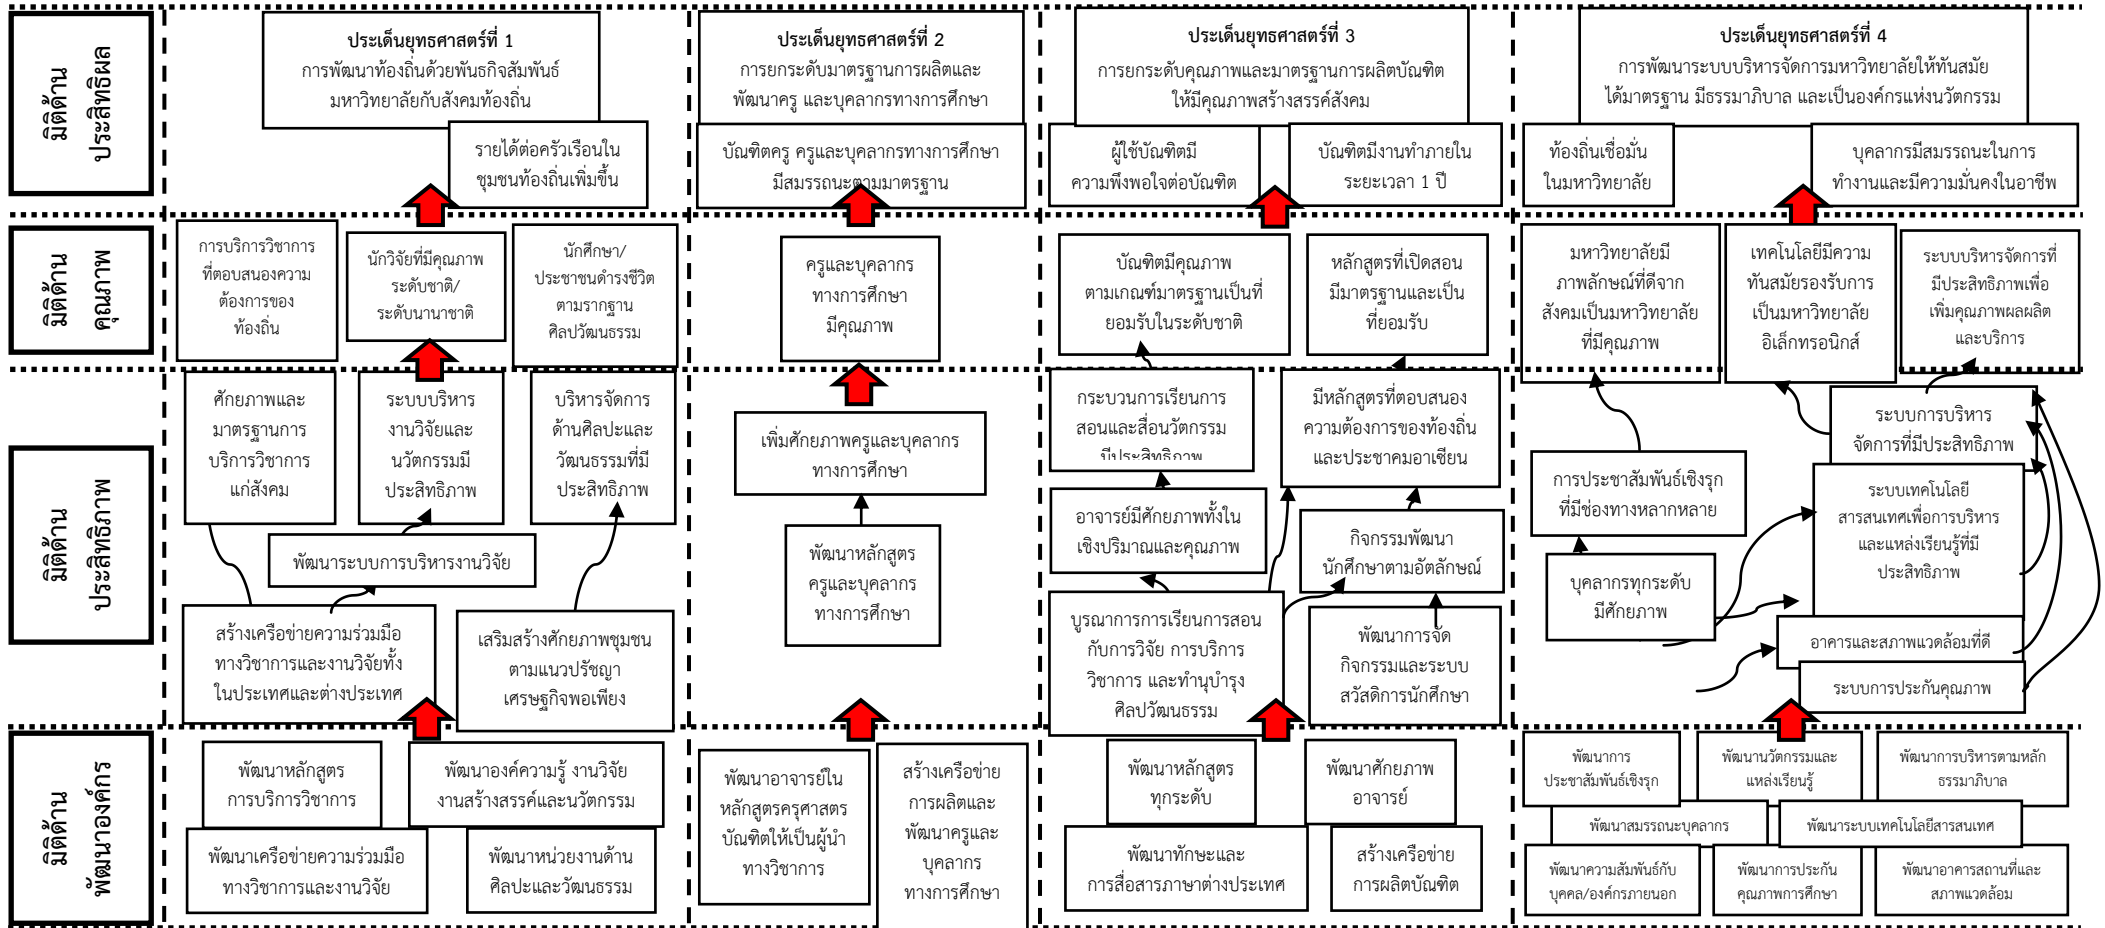 มิติด้าน
ประสิทธิผล
ประเด็นยุทธศาสตร์ที่ 1
การพัฒนาท้องถิ่นด้วยพันธกิจสัมพันธ์
มหาวิทยาลัยกับสังคมท้องถิ่น
รายได้ต่อครัวเรือนใน
ชุมชนท้องถิ่นเพิ่มขึ้น
ประเด็นยุทธศาสตร์ที่ 2
การยกระดับมาตรฐานการผลิตและ
พัฒนาครู และบุคลากรทางการศึกษา
บัณฑิตครู ครูและบุคลากรทางการศึกษา
มีสมรรถนะตามมาตรฐาน
ประเด็นยุทธศาสตร์ที่ 3
การยกระดับคุณภาพและมาตรฐานการผลิตบัณฑิต
ให้มีคุณภาพสร้างสรรค์สังคม
ผู้ใช้บัณฑิตมี
ความพึงพอใจต่อบัณฑิต
บัณฑิตมีงานทำภายใน
ระยะเวลา 1 ปี
ประเด็นยุทธศาสตร์ที่ 4
การพัฒนาระบบบริหารจัดการมหาวิทยาลัยให้ทันสมัย
ได้มาตรฐาน มีธรรมาภิบาล และเป็นองค์กรแห่งนวัตกรรม
ท้องถิ่นเชื่อมั่น
ในมหาวิทยาลัย
บุคลากรมีสมรรถนะในการ
ทำงานและมีความมั่นคงในอาชีพ
มิติด้าน
คุณภาพ
การบริการวิชาการ
ที่ตอบสนองความ
ต้องการของ
ท้องถิ่น
นักวิจัยที่มีคุณภาพ
ระดับชาติ/
ระดับนานาชาติ
นักศึกษา/
ประชาชนดำรงชีวิต
ตามรากฐาน
ศิลปวัฒนธรรม
ครูและบุคลากร
ทางการศึกษา
มีคุณภาพ
บัณฑิตมีคุณภาพ
ตามเกณฑ์มาตรฐานเป็นที่
ยอมรับในระดับชาติ
หลักสูตรที่เปิดสอน
มีมาตรฐานและเป็น
ที่ยอมรับ
มหาวิทยาลัยมี
ภาพลักษณ์ที่ดีจาก
สังคมเป็นมหาวิทยาลัย
ที่มีคุณภาพ
เทคโนโลยีมีความ
ทันสมัยรองรับการ
เป็นมหาวิทยาลัย
อิเล็กทรอนิกส์
ระบบบริหารจัดการที่
มีประสิทธิภาพเพื่อ
เพิ่มคุณภาพผลผลิต
และบริการ
มิติด้าน
ประสิทธิภาพ
ศักยภาพและ
มาตรฐานการ
บริการวิชาการ
แก่สังคม
ระบบบริหาร
งานวิจัยและ
นวัตกรรมมี
ประสิทธิภาพ
บริหารจัดการ
ด้านศิลปะและ
วัฒนธรรมที่มี
ประสิทธิภาพ
พัฒนาระบบการบริหารงานวิจัย
สร้างเครือข่ายความร่วมมือ
ทางวิชาการและงานวิจัยทั้ง
ในประเทศและต่างประเทศ
เสริมสร้างศักยภาพชุมชน
ตามแนวปรัชญา
เศรษฐกิจพอเพียง
เพิ่มศักยภาพครูและบุคลากร
ทางการศึกษา
พัฒนาหลักสูตร
ครูและบุคลากร
ทางการศึกษา
กระบวนการเรียนการ
สอนและสื่อนวัตกรรม
มีประสิทธิภาพ
มีหลักสูตรที่ตอบสนอง
ความต้องการของท้องถิ่น
และประชาคมอาเซียน
อาจารย์มีศักยภาพทั้งใน
เชิงปริมาณและคุณภาพ
กิจกรรมพัฒนา
นักศึกษาตามอัตลักษณ์
บูรณาการการเรียนการสอน
กับการวิจัย การบริการ
วิชาการ และทำนุบำรุง
ศิลปวัฒนธรรม
พัฒนาการจัด
กิจกรรมและระบบ
สวัสดิการนักศึกษา
ระบบการบริหาร
จัดการที่มีประสิทธิภาพ
การประชาสัมพันธ์เชิงรุก
ที่มีช่องทางหลากหลาย
ระบบเทคโนโลยี
สารสนเทศเพื่อการบริหาร
และแหล่งเรียนรู้ที่มี
ประสิทธิภาพ
บุคลากรทุกระดับ
มีศักยภาพ
อาคารและสภาพแวดล้อมที่ดี
ระบบการประกันคุณภาพ
มิติด้าน
พัฒนาองค์กร
พัฒนาหลักสูตร
การบริการวิชาการ
พัฒนาองค์ความรู้ งานวิจัย
งานสร้างสรรค์และนวัตกรรม
พัฒนาเครือข่ายความร่วมมือ
ทางวิชาการและงานวิจัย
พัฒนาหน่วยงานด้าน
ศิลปะและวัฒนธรรม
พัฒนาอาจารย์ใน
หลักสูตรครุศาสตร
บัณฑิตให้เป็นผู้นำ
ทางวิชาการ
สร้างเครือข่าย
การผลิตและ
พัฒนาครูและ
บุคลากร
ทางการศึกษา
พัฒนาหลักสูตร
ทุกระดับ
พัฒนาศักยภาพ
อาจารย์
พัฒนาทักษะและ
การสื่อสารภาษาต่างประเทศ
สร้างเครือข่าย
การผลิตบัณฑิต
พัฒนาการ
ประชาสัมพันธ์เชิงรุก
พัฒนานวัตกรรมและ
แหล่งเรียนรู้
พัฒนาการบริหารตามหลัก
ธรรมาภิบาล
พัฒนาสมรรถนะบุคลากร
พัฒนาระบบเทคโนโลยีสารสนเทศ
พัฒนาความสัมพันธ์กับ
บุคคล/องค์กรภายนอก
พัฒนาการประกัน
คุณภาพการศึกษา
พัฒนาอาคารสถานที่และ
สภาพแวดล้อม